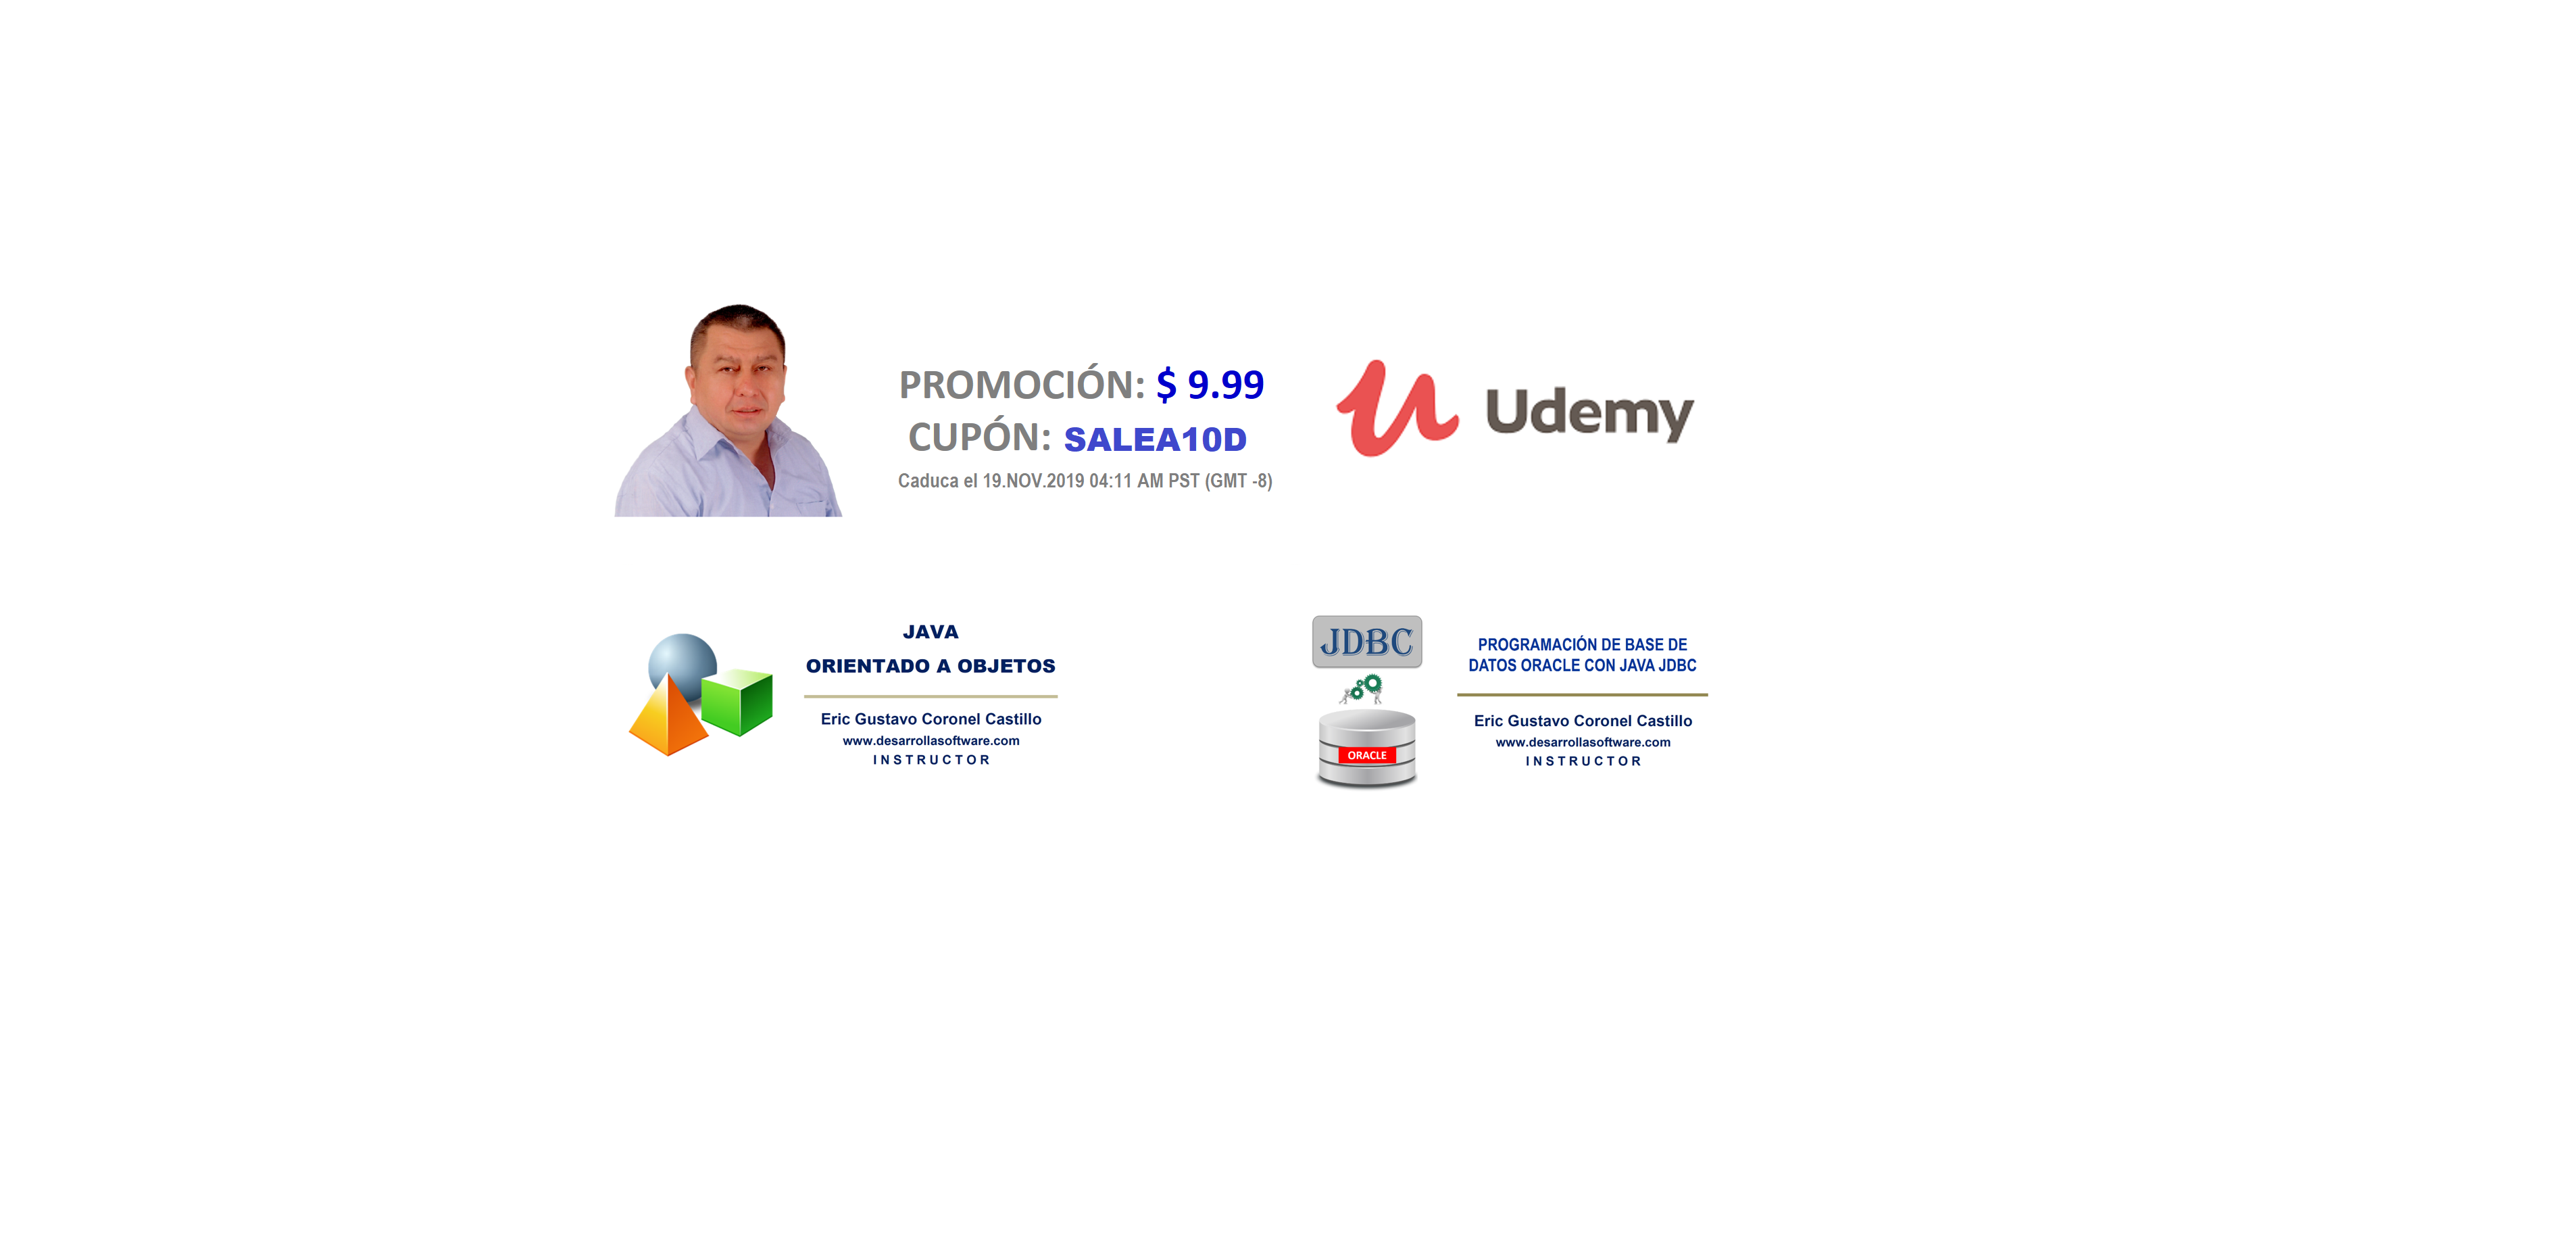 PROMOCIÓN: $ 9.99
CUPÓN: SALEA10D
Caduca el 19.NOV.2019 04:11 AM PST (GMT -8)
Udemy
JAVA
ORIENTADO A OBJETOS
Eric Gustavo Coronel Castillo
www.desarrollasoftware.com
INSTRUCTOR
JDBC
ORACLE
PROGRAMACIÓN DE BASE DE
DATOS ORACLE CON JAVA JDBC
Eric Gustavo Coronel Castillo
www.desarrollasoftware.com
INSTRUCTOR